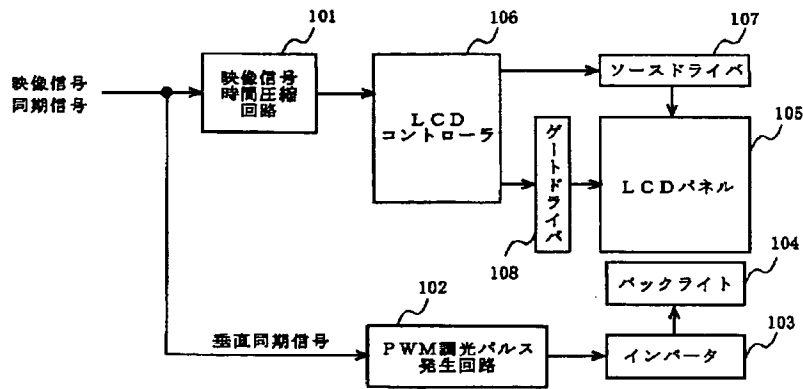 101
106
107
映像信号
同期信号
映像信号
時間圧縮
回路
LCD
コントローラ
ソースドライバ
105
ゲートドライバ
LCDパネル
108
104
バックライト
102
103
垂直同期信号
PWM調光パルス
発生回路
インバータ